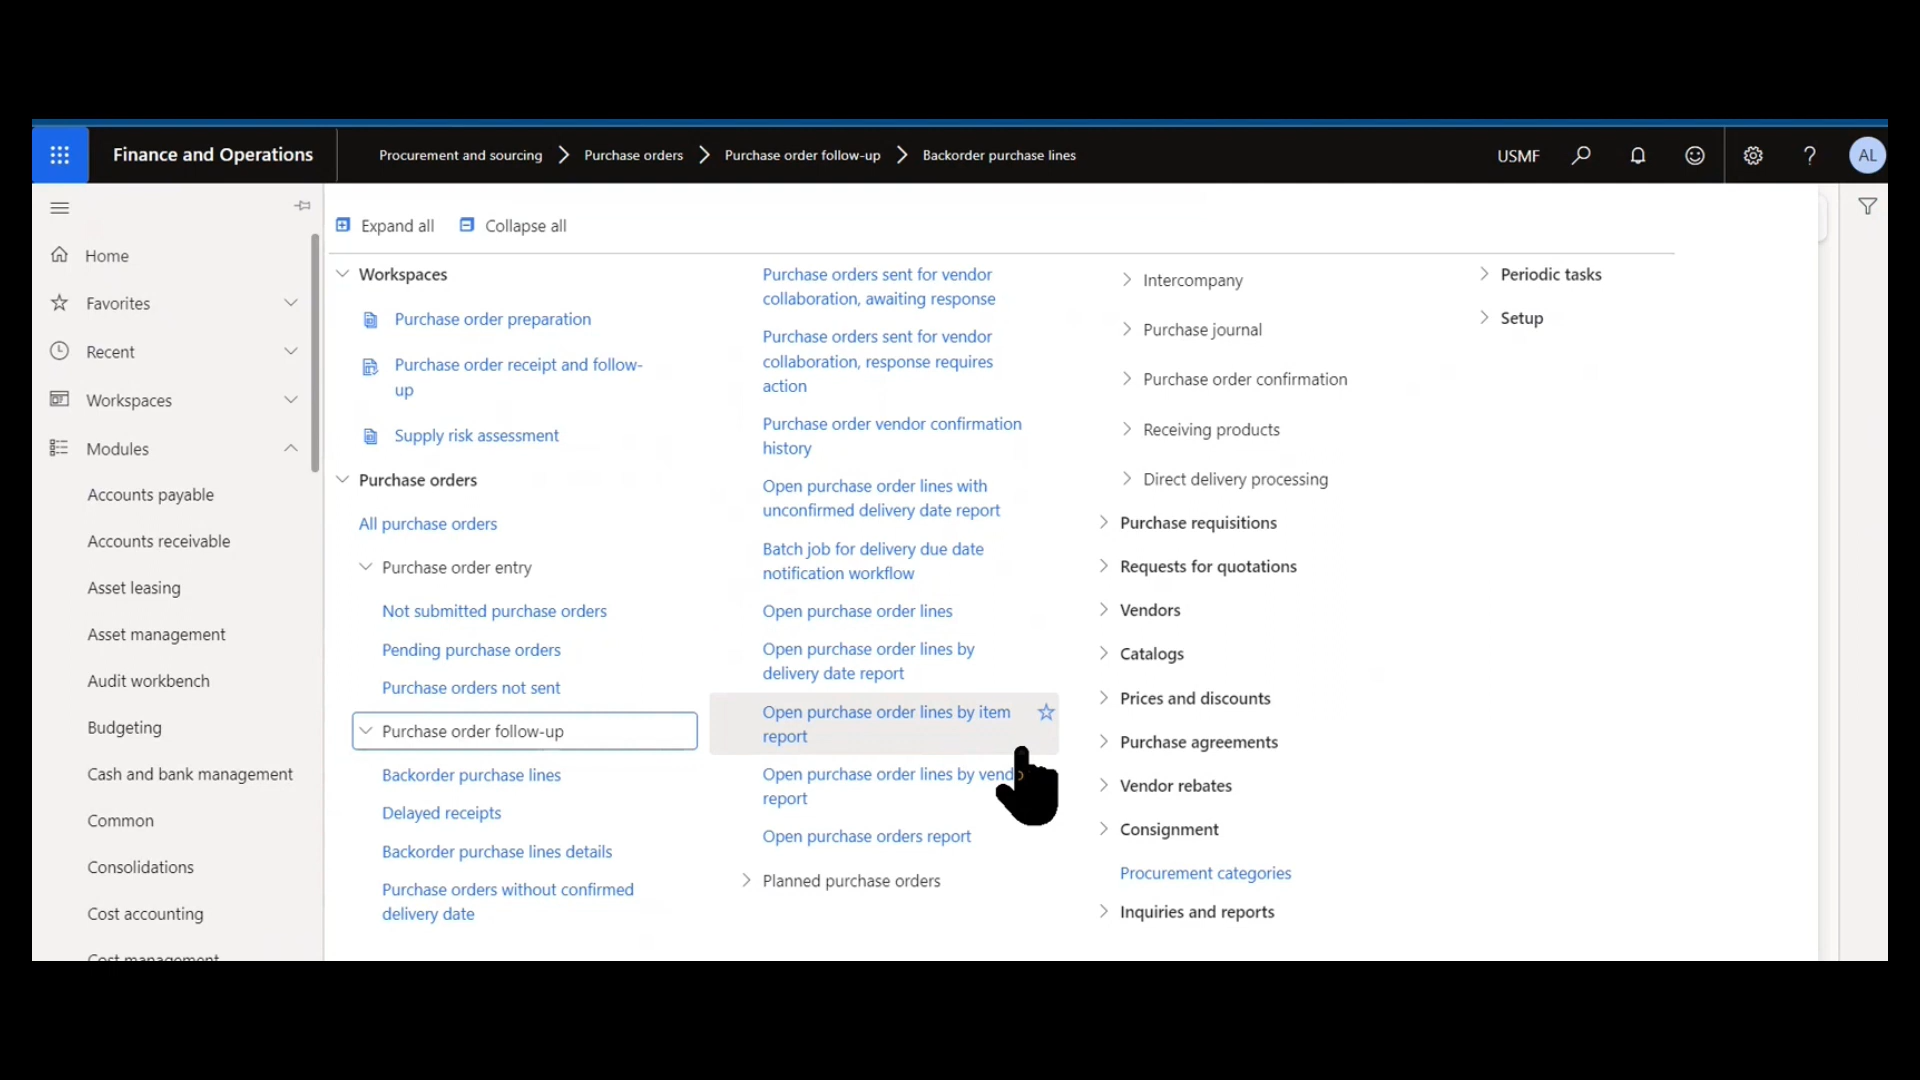 Finance and Operations
Procurement and sourcing
Purchase orders
Purchase order follow-up
Backorder purchase lines
USMF
?
AL
Home
Favorites
Recent
Workspaces
Modules
Accounts payable
Accounts receivable
Asset leasing
Asset management
Audit workbench
Budgeting
Cash and bank management
Common
Consolidations
Cost accounting
Cost management
Expand all
Collapse all
Workspaces
Purchase order preparation
Purchase order receipt and follow-
up
Supply risk assessment
Purchase orders
All purchase orders
Purchase order entry
Not submitted purchase orders
Pending purchase orders
Purchase orders not sent
Purchase order follow-up
Backorder purchase lines
Delayed receipts
Backorder purchase lines details
Purchase orders without confirmed
delivery date
Purchase orders sent for vendor
collaboration, awaiting response
Purchase orders sent for vendor
collaboration, response requires
action
Purchase order vendor confirmation
history
Open purchase order lines with
unconfirmed delivery date report
Batch job for delivery due date
notification workflow
Open purchase order lines
Open purchase order lines by
delivery date report
Open purchase order lines by item
report
Open purchase order lines by vendo
report
Open purchase orders report
Planned purchase orders
Intercompany
Purchase journal
Purchase order confirmation
Receiving products
Direct delivery processing
Purchase requisitions
Requests for quotations
Vendors
Catalogs
Prices and discounts
Purchase agreements
Vendor rebates
Consignment
Procurement categories
Inquiries and reports
Periodic tasks
Setup